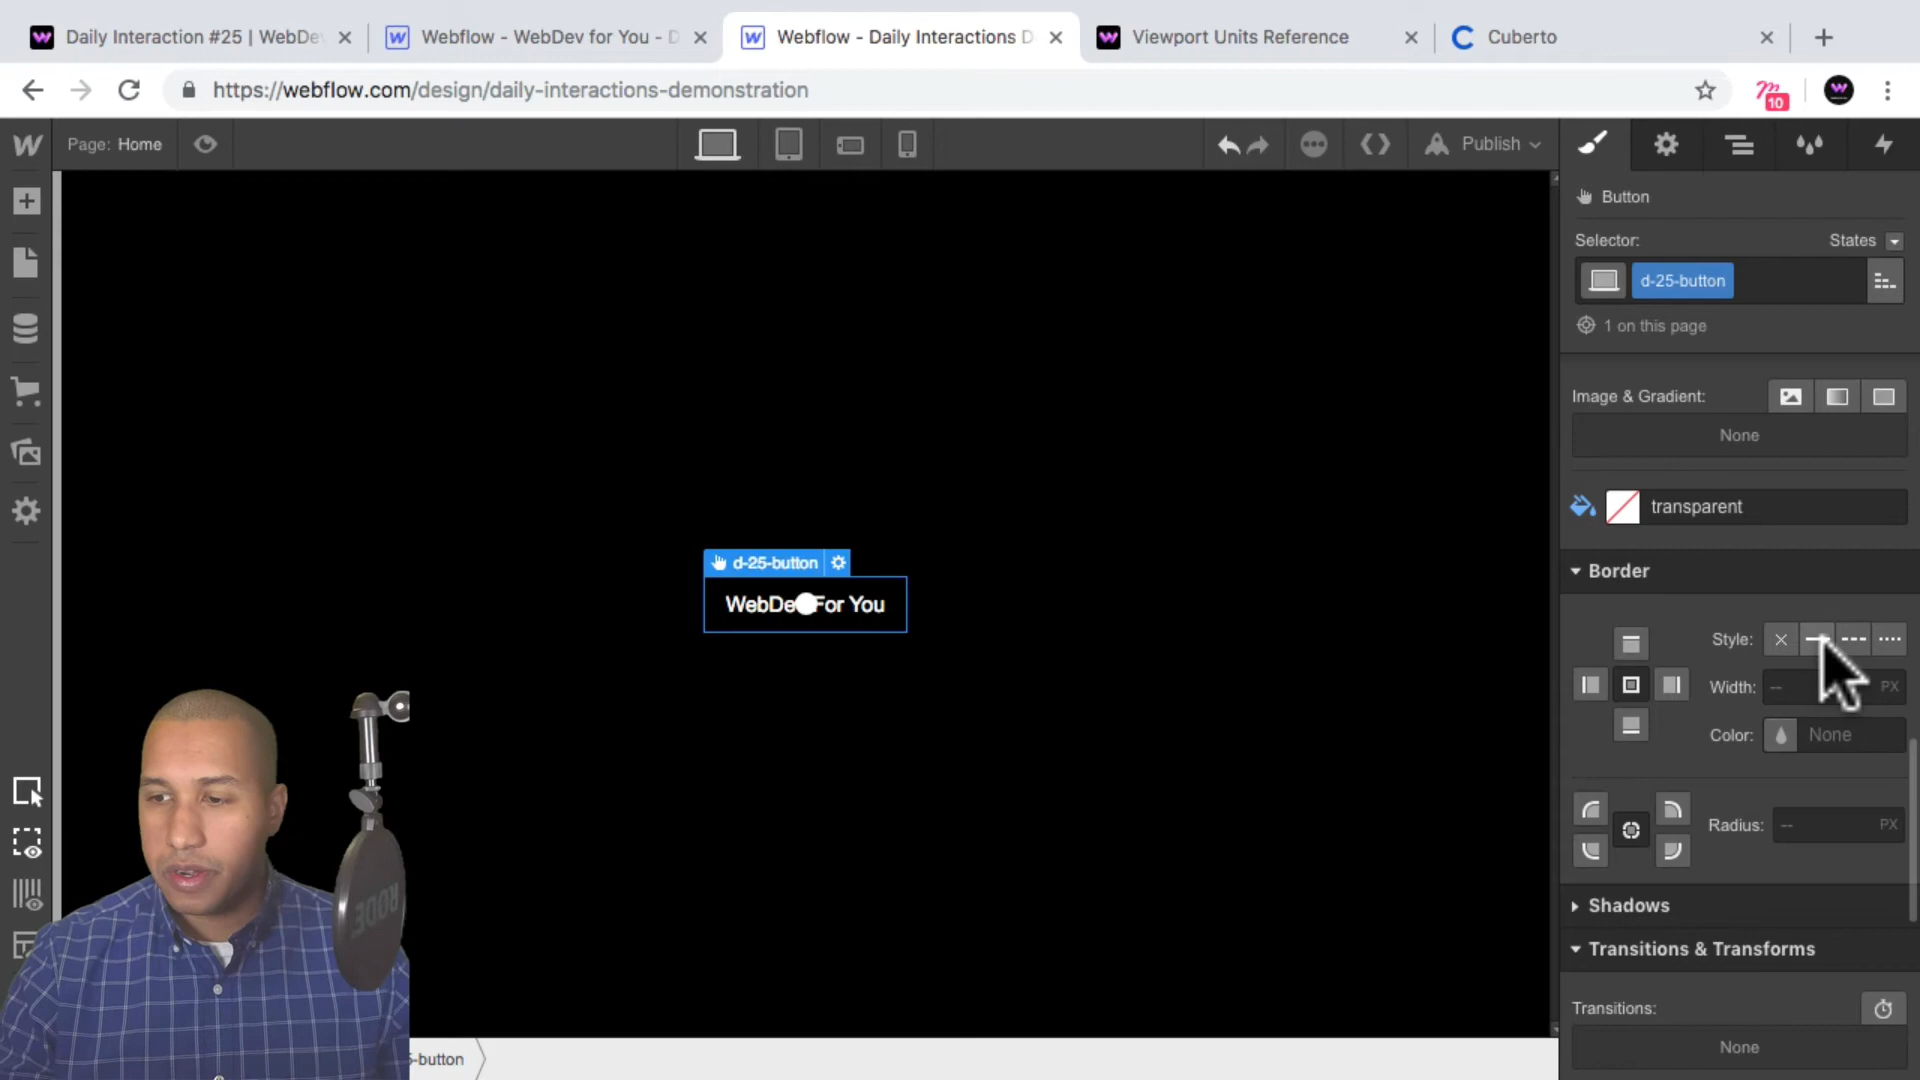 Daily Interaction #25 | WebDev
Webflow - WebDev for You - D
Webflow - Daily Interactions D
Viewport Units Reference
Cuberto
https://webflow.com/design/daily-interactions-demonstration
10
Page: Home
Publish
Button
Selector:
States
d-25-button
1 on this page
Image & Gradient:
None
transparent
Border
Style:
Width:
--
PX
Color:
None
Radius:
--
PX
Shadows
Transitions & Transforms
Transitions:
None
d-25-button
WebDe For You
RODE
5-button